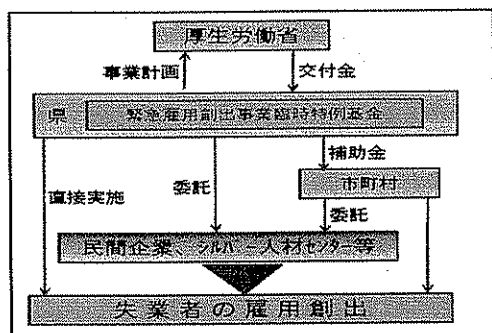 厚生労働省
事業計画
交付金
県
緊急雇用創出事業臨時特例基金
補助金
市町村
直接実施
委託
委託
民間企業、シルバー人材センター等
失業者の雇用創出